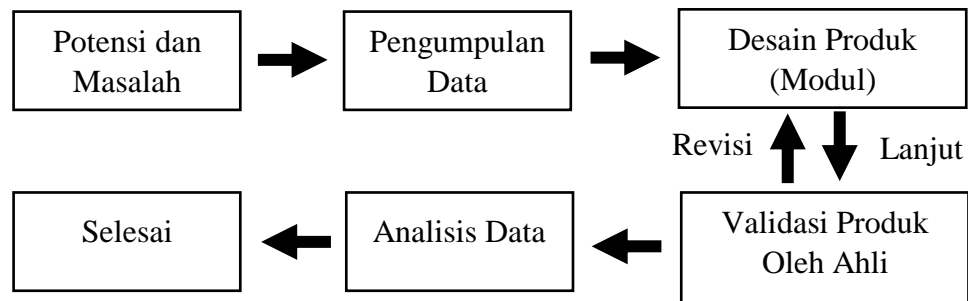 Potensi dan
Masalah
Pengumpulan
Data
Desain Produk
(Modul)
Revisi
Lanjut
Validasi Produk
Oleh Ahli
Analisis Data
Selesai